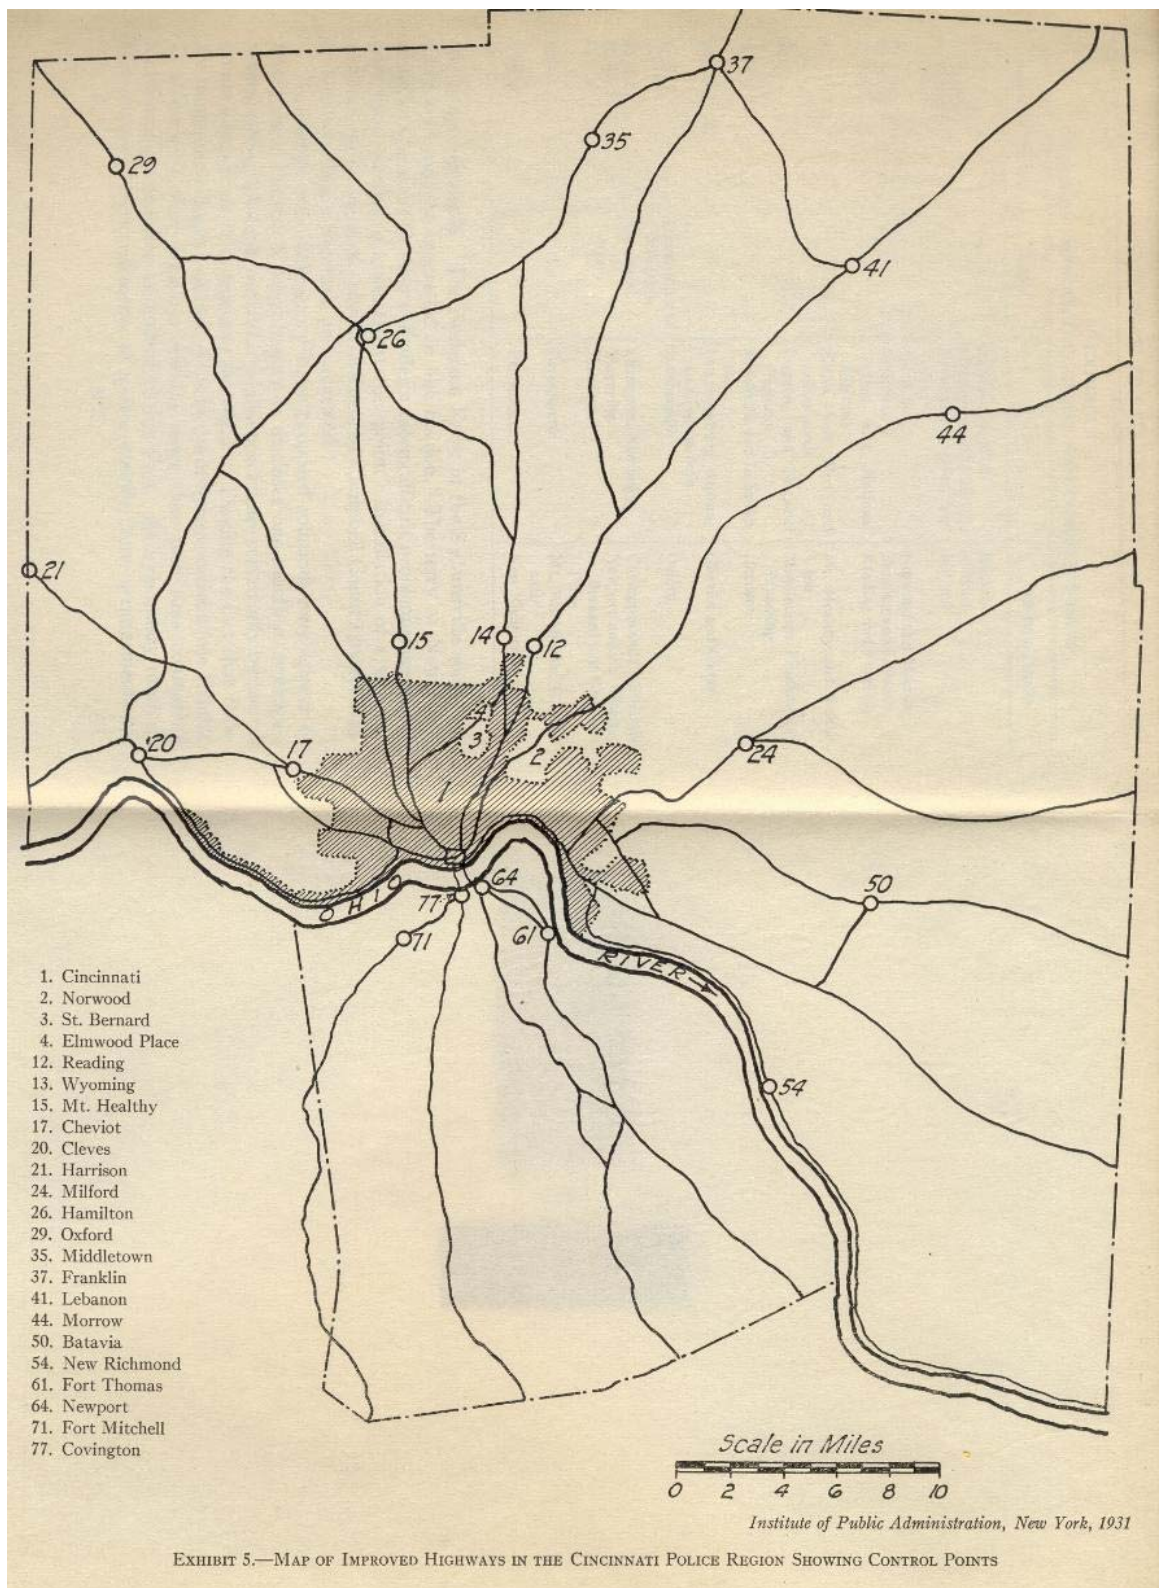 37
35
29
41
26
44
21
15
14
12
4
3
2
20
17
1
24
64
77
50
OHIO
71
61
RIVER
54
1. Cincinnati
2. Norwood
3. St. Bernard
4. Elmwood Place
12. Reading
13. Wyoming
15. Mt. Healthy
17. Cheviot
20. Cleves
21. Harrison
24. Milford
26. Hamilton
29. Oxford
35. Middletown
37. Franklin
41. Lebanon
44. Morrow
50. Batavia
54. New Richmond
61. Fort Thomas
64. Newport
71. Fort Mitchell
77. Covington
Scale in Miles
0 2 4 6 8 10
Institute of Public Administration, New York, 1931
EXHIBIT 5.—MAP OF IMPROVED HIGHWAYS IN THE CINCINNATI POLICE REGION SHOWING CONTROL POINTS